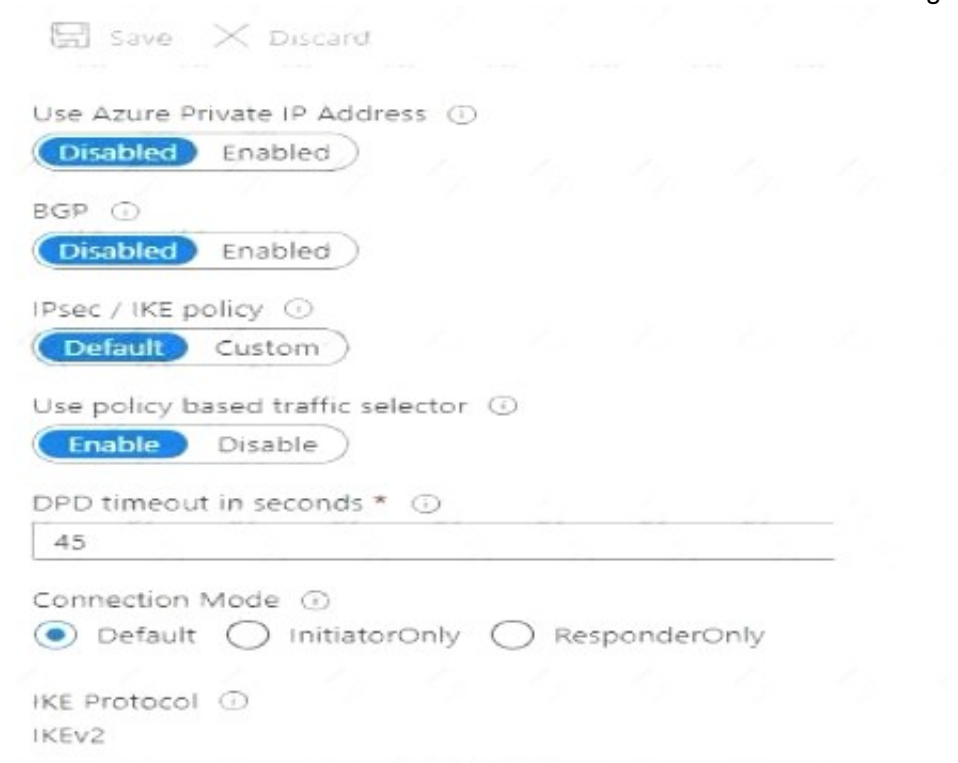 Save Discard
Use Azure Private IP Address
Disabled Enabled
BGP
Disabled Enabled
IPsec / IKE policy
Default Custom
Use policy based traffic selector
Enable Disable
DPD timeout in seconds *
45
Connection Mode
Default InitiatorOnly ResponderOnly
IKE Protocol
IKEv2